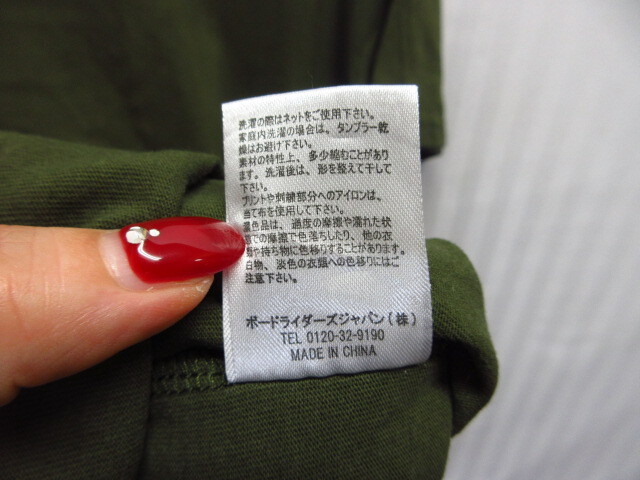 洗濯の際はネットをご使用下さい。
家庭内洗濯の場合は、タンブラー乾
燥はお避け下さい。
素材の特性上、多少縮むことがあり
ます。洗濯後は、形を整えて干して
下さい。
プリントや刺繍部分へのアイロンは、
当て布を使用して下さい。
濃色品は、過度の摩擦や濡れた状
での摩擦で色落ちしたり、他の衣
類や持ち物に色移りすることがあります。
白物、淡色の衣類への色移りにはご
注意下さい。
ボードライダーズジャパン(株)
TEL 0120-32-9190
MADE IN CHINA